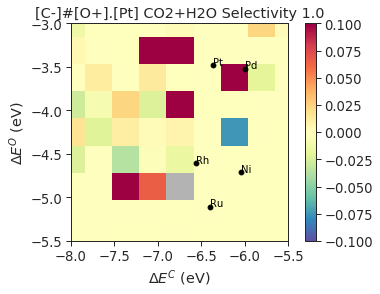 [C-]#[O+].[Pt] CO2+H2O Selectivity 1.0
−3.0
−3.5
−4.0
−4.5
−5.0
−5.5
ΔE^O (eV)
Pt
Pd
Rh
Ni
Ru
−8.0 −7.5 −7.0 −6.5 −6.0 −5.5
ΔE^C (eV)
0.100
0.075
0.050
0.025
0.000
−0.025
−0.050
−0.075
−0.100